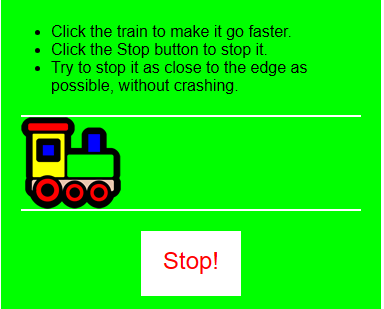 Click the train to make it go faster.
Click the Stop button to stop it.
Try to stop it as close to the edge as
possible, without crashing.
Stop!